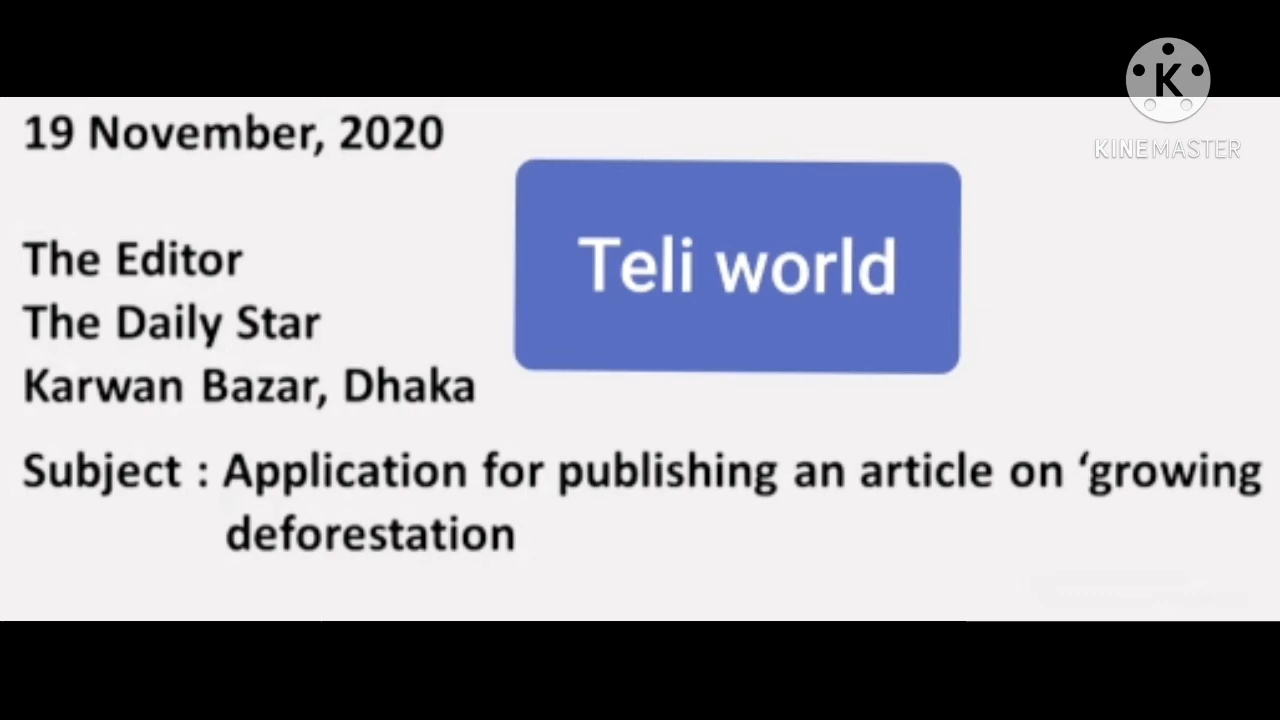 19 November, 2020
The Editor
The Daily Star
Karwan Bazar, Dhaka
Subject : Application for publishing an article on ‘growing
deforestation
Teli world
K
KINEMASTER